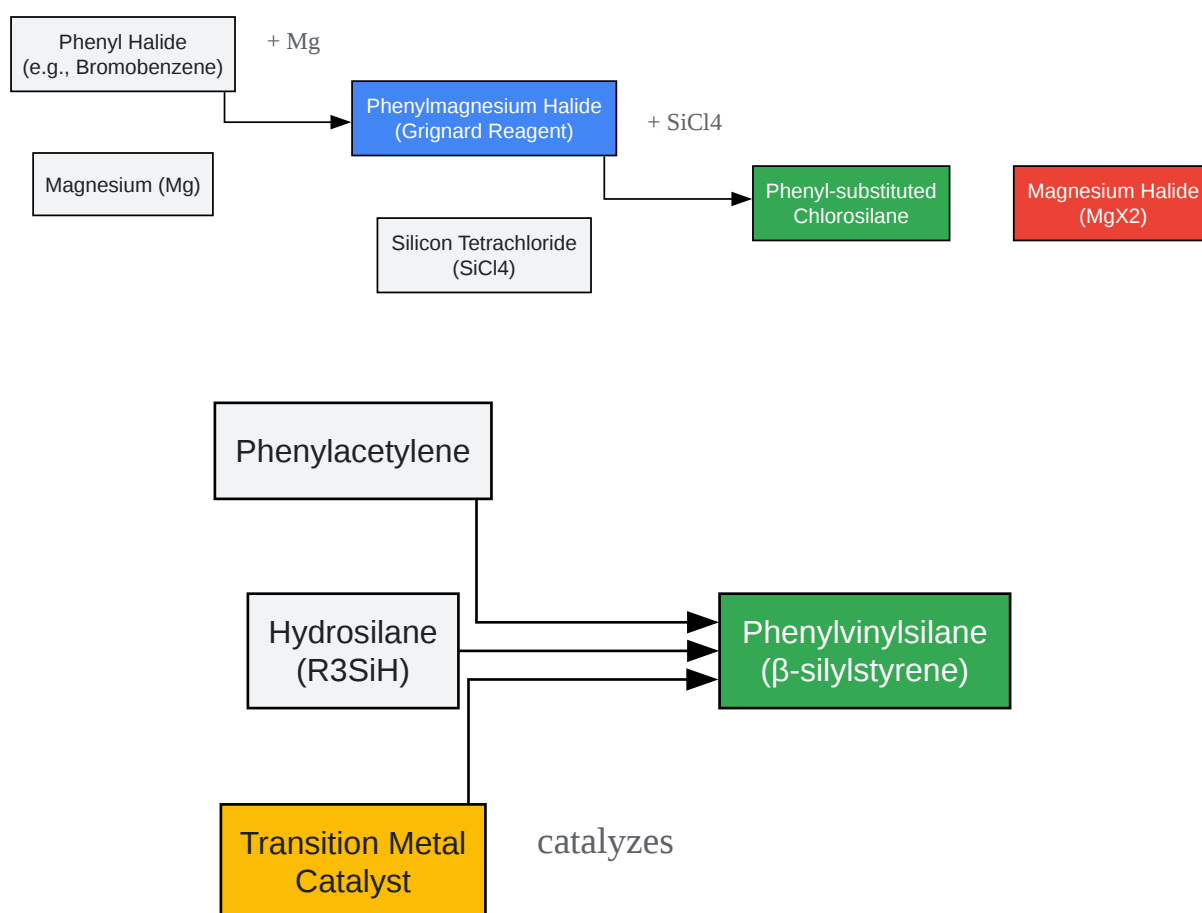 Phenyl Halide
(e.g., Bromobenzene)
+ Mg
Phenylmagnesium Halide
(Grignard Reagent)
+ SiCl4
Magnesium (Mg)
Phenyl-substituted
Chlorosilane
Magnesium Halide
(MgX2)
Silicon Tetrachloride
(SiCl4)
Phenylacetylene
Hydrosilane
(R3SiH)
Phenylvinylsilane
(β-silylstyrene)
Transition Metal
Catalyst
catalyzes